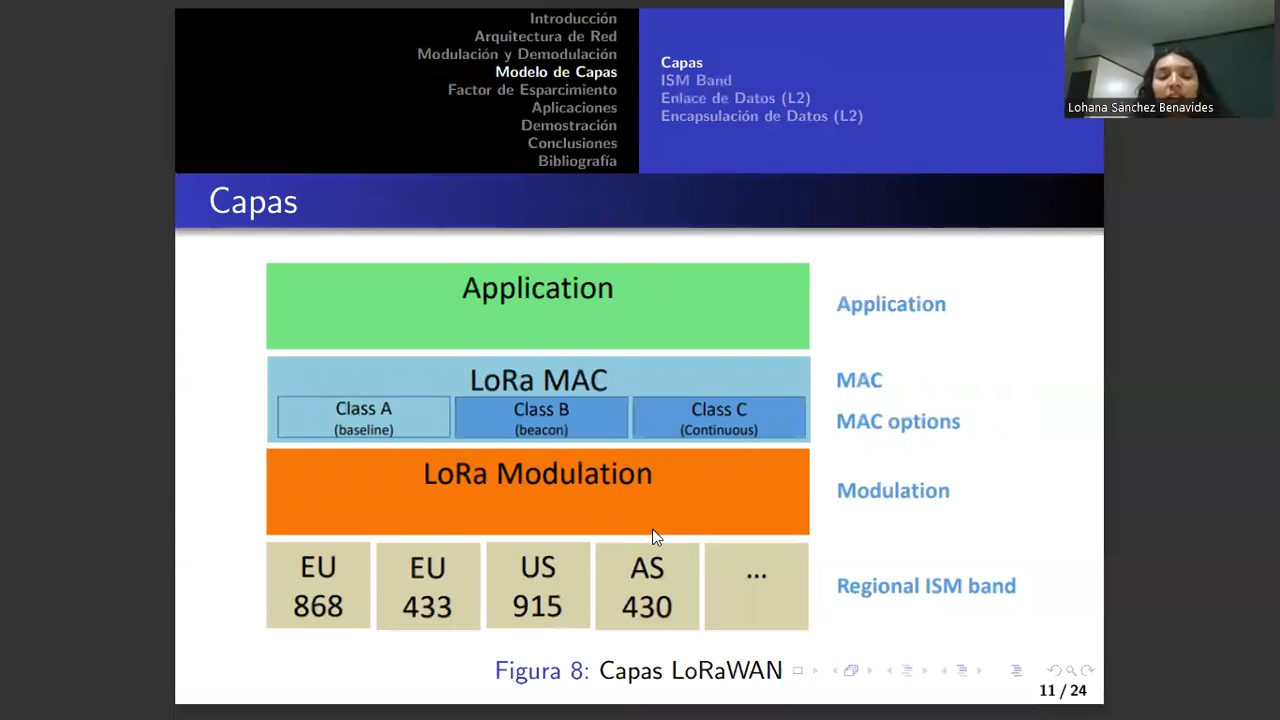 Introducción
Arquitectura de Red
Modulación y Demodulación
Modelo de Capas
Factor de Esparcimiento
Aplicaciones
Demostración
Conclusiones
Bibliografía
Capas
ISM Band
Enlace de Datos (L2)
Encapsulación de Datos (L2)
Lohana Sánchez Benavides
Capas
Application
Application
LoRa MAC
MAC
Class A
(baseline)
Class B
(beacon)
Class C
(Continuous)
MAC options
LoRa Modulation
Modulation
EU
868
EU
433
US
915
AS
430
...
Regional ISM band
Figura 8: Capas LoRaWAN
11 / 24